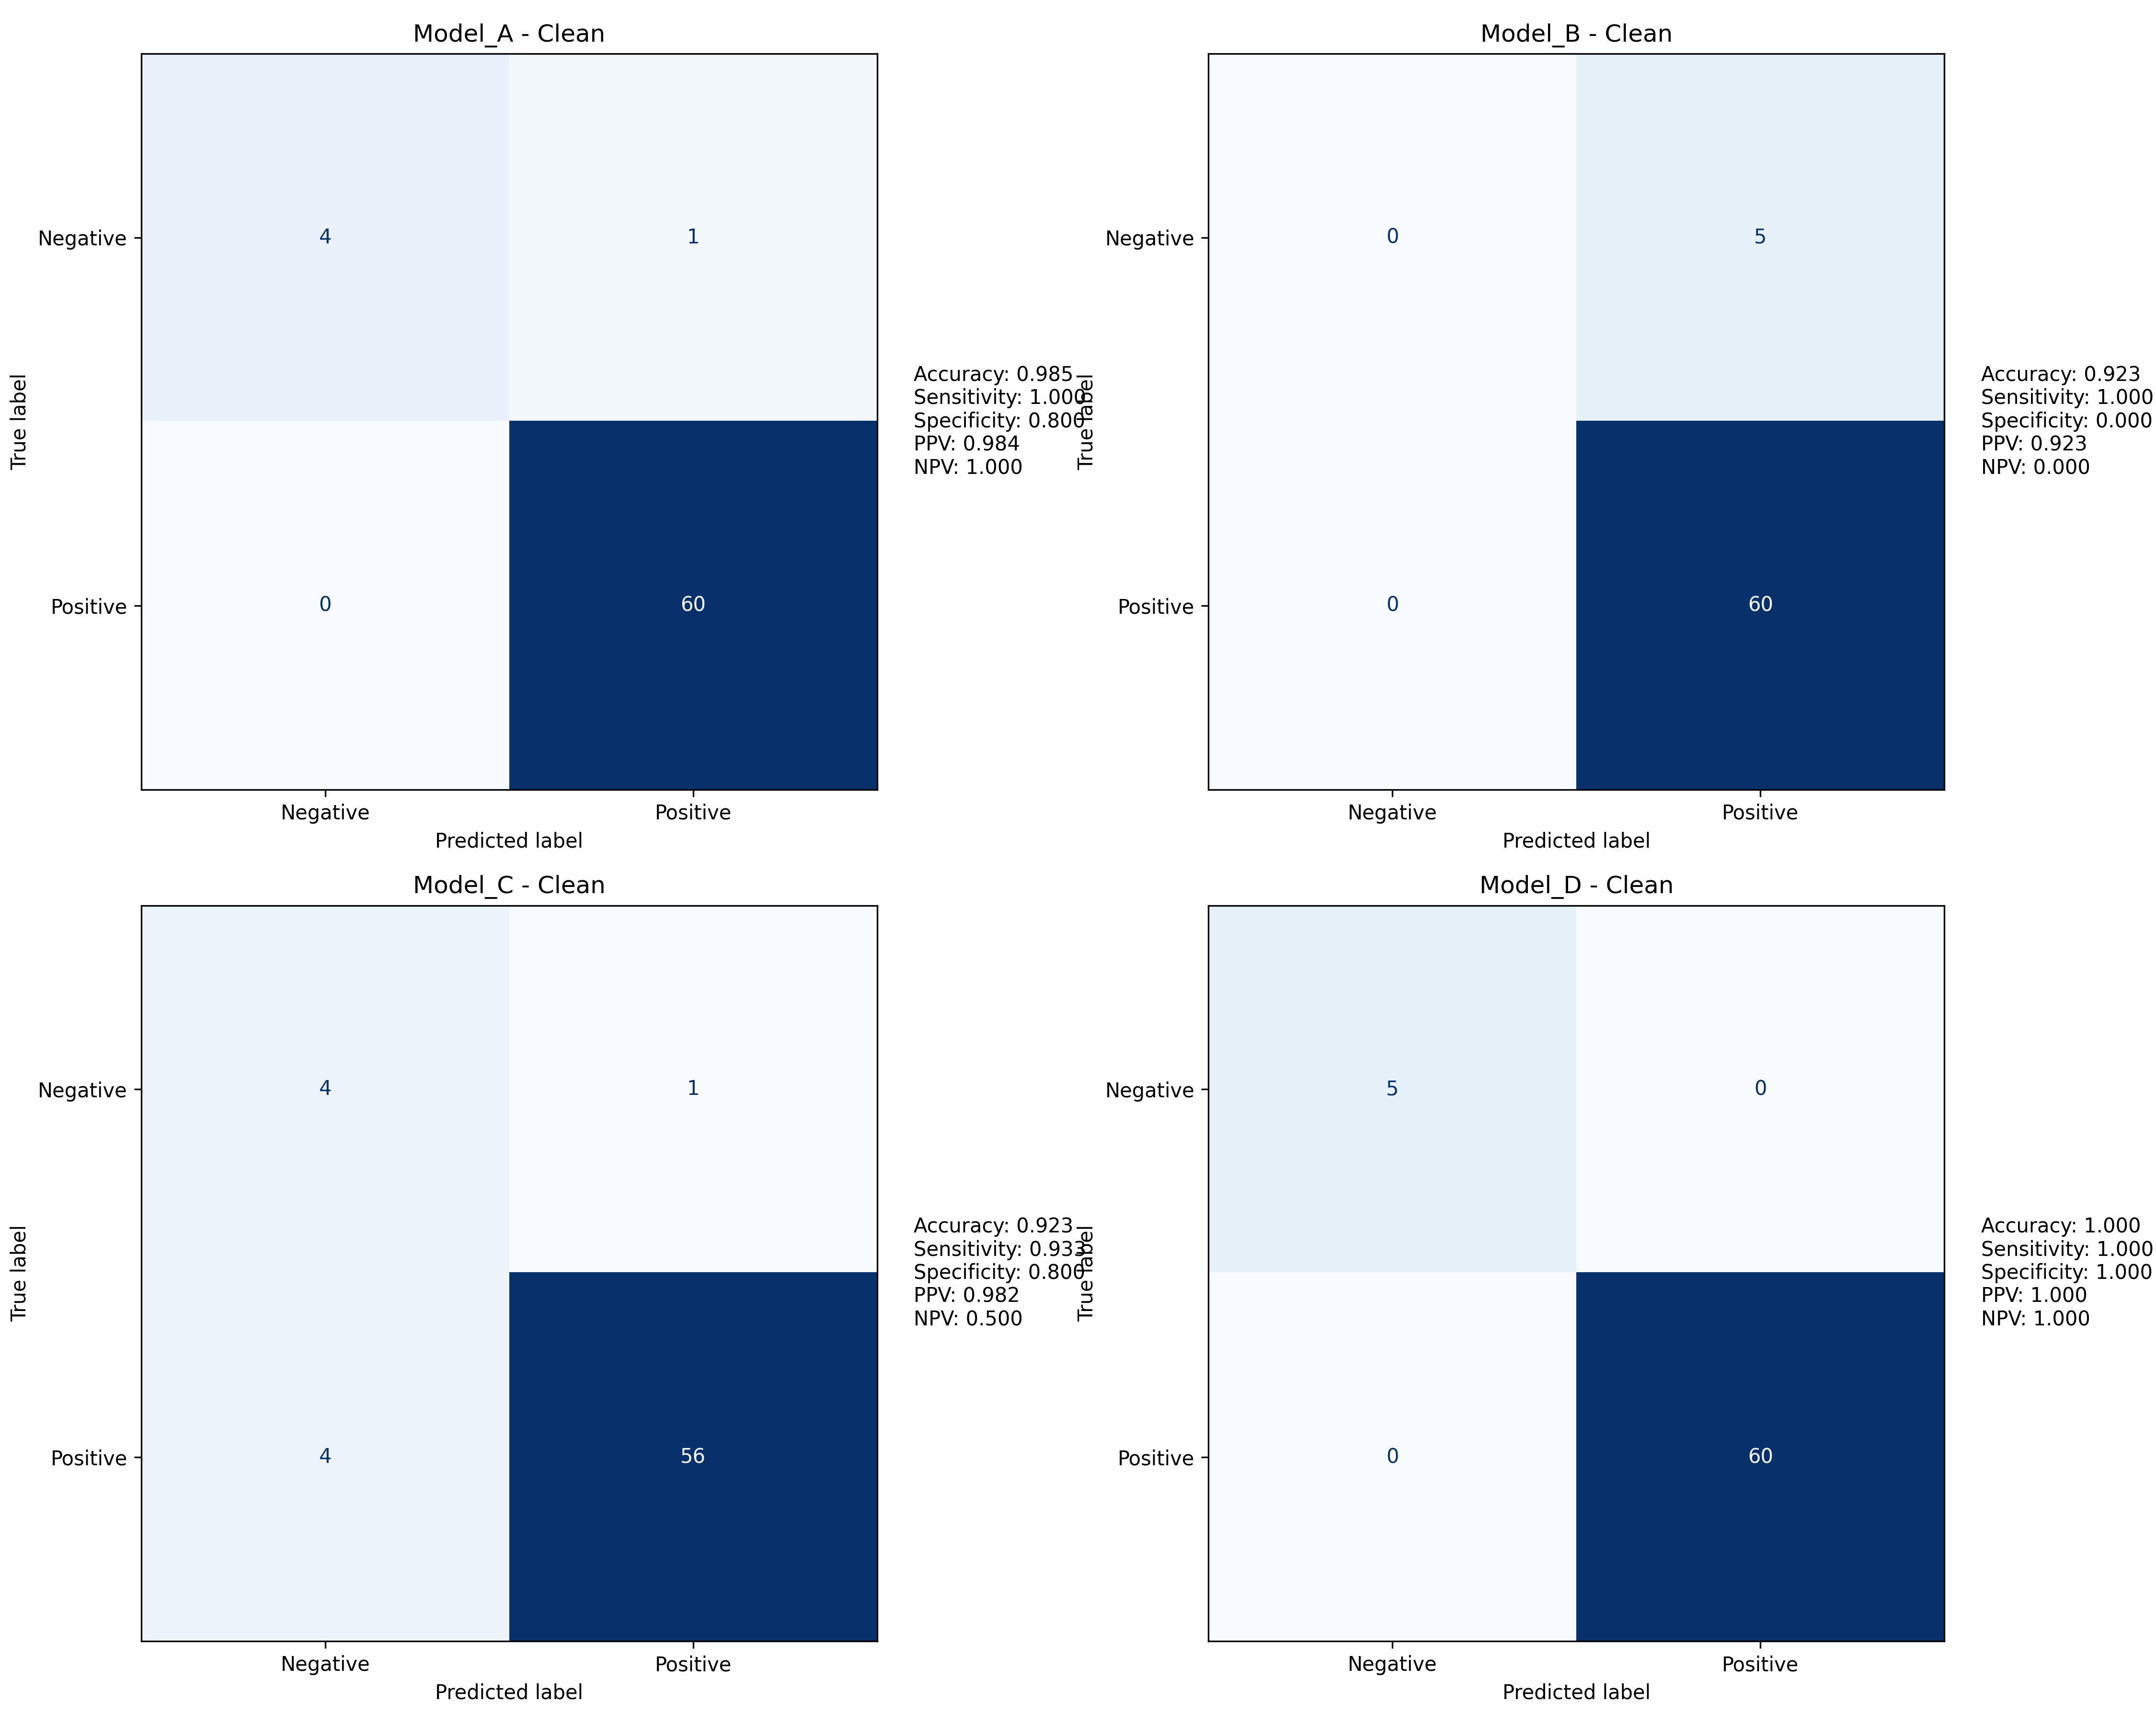 Model_A - Clean
True label
Negative
4
1
Positive
0
60
Negative
Positive
Predicted label
Accuracy: 0.985
Sensitivity: 1.000
Specificity: 0.800
PPV: 0.984
NPV: 1.000
Model_B - Clean
True label
Negative
0
5
Positive
0
60
Negative
Positive
Predicted label
Accuracy: 0.923
Sensitivity: 1.000
Specificity: 0.000
PPV: 0.923
NPV: 0.000
Model_C - Clean
True label
Negative
4
1
Positive
4
56
Negative
Positive
Predicted label
Accuracy: 0.923
Sensitivity: 0.933
Specificity: 0.800
PPV: 0.982
NPV: 0.500
Model_D - Clean
True label
Negative
5
0
Positive
0
60
Negative
Positive
Predicted label
Accuracy: 1.000
Sensitivity: 1.000
Specificity: 1.000
PPV: 1.000
NPV: 1.000